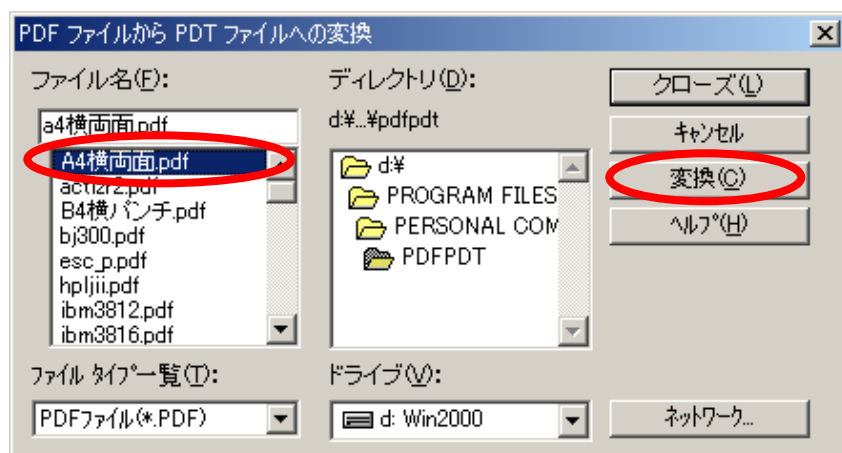 PDF ファイルから PDT ファイルへの変換
ファイル名(F):
a4横両面.pdf
A4横両面.pdf
actizr2.pdf
B4横パンチ.pdf
bj300.pdf
esc_p.pdf
hpljii.pdf
ibm3812.pdf
ibm3816.pdf
ファイル タイプ一覧(T):
PDFファイル(*.PDF)
ディレクトリ(D):
d:¥...¥pdfpdt
d:¥
PROGRAM FILES
PERSONAL COM
PDFPDT
ドライブ(V):
d: Win2000
クローズ(L)
キャンセル
変換(C)
ヘルプ(H)
ネットワーク...